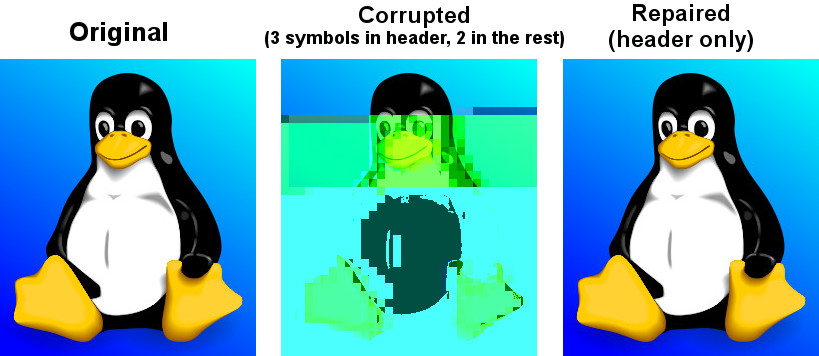 Original
Corrupted
(3 symbols in header, 2 in the rest)
Repaired
(header only)